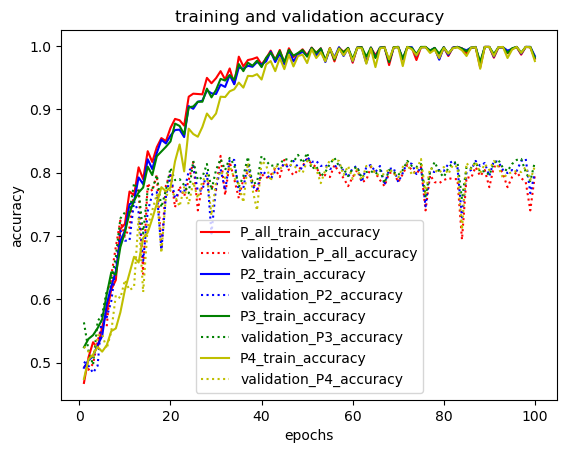 training and validation accuracy
1.0
0.9
0.8
0.7
0.6
0.5
accuracy
P_all_train_accuracy
validation_P_all_accuracy
P2_train_accuracy
validation_P2_accuracy
P3_train_accuracy
validation_P3_accuracy
P4_train_accuracy
validation_P4_accuracy
0 20 40 60 80 100
epochs